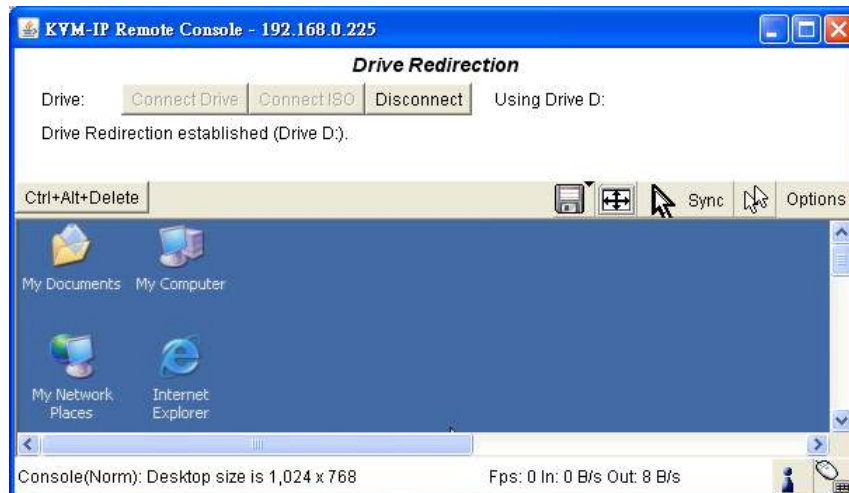 KVM-IP Remote Console - 192.168.0.225
Drive Redirection
Drive: Connect Drive Connect ISO Disconnect Using Drive D:
Drive Redirection established (Drive D:).
Ctrl+Alt+Delete Sync Options
My Documents My Computer
My Network Places
Internet Explorer
Console(Norm): Desktop size is 1,024 x 768 Fps: 0 In: 0 B/s Out: 8 B/s